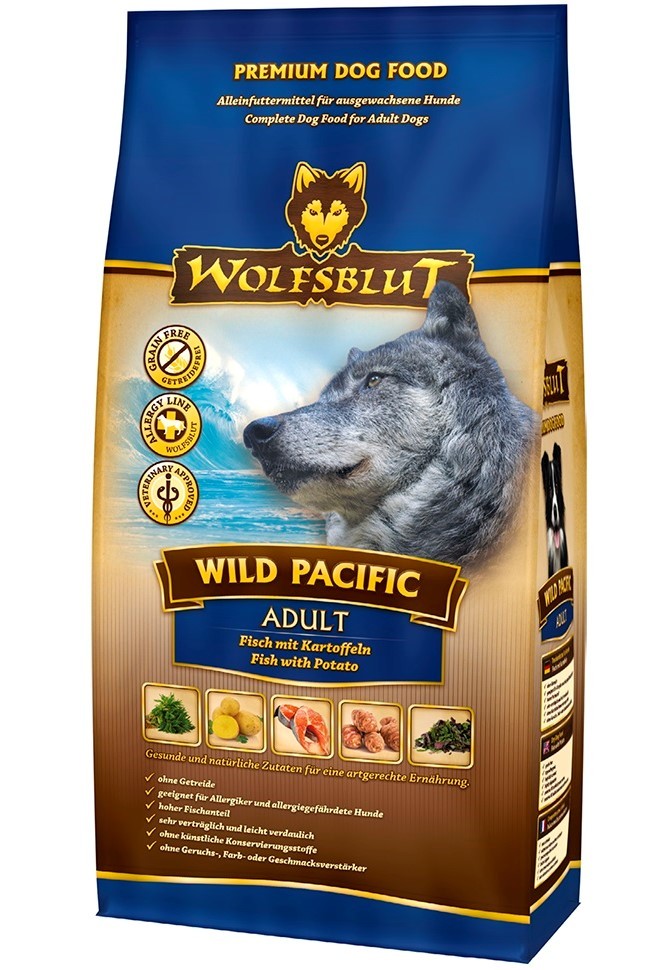 PREMIUM DOG FOOD
Alleinfuttermittel für ausgewachsene Hunde
Complete Dog Food for Adult Dogs
WOLFSBLUT
GRAIN FREE
GETREIDEFREI
ALLERGY LINE
WOLFSBLUT
VETERINARY APPROVED
WILD PACIFIC
ADULT
Fisch mit Kartoffeln
Fish with Potato
Gesunde und natürliche Zutaten für eine artgerechte Ernährung.
✓ ohne Getreide
✓ geeignet für Allergiker und allergiegefährdete Hunde
✓ hoher Fischanteil
✓ sehr verträglich und leicht verdaulich
✓ ohne künstliche Konservierungsstoffe
✓ ohne Geruchs-, Farb- oder Geschmacksverstärker
WILD PACIFIC
ADULT